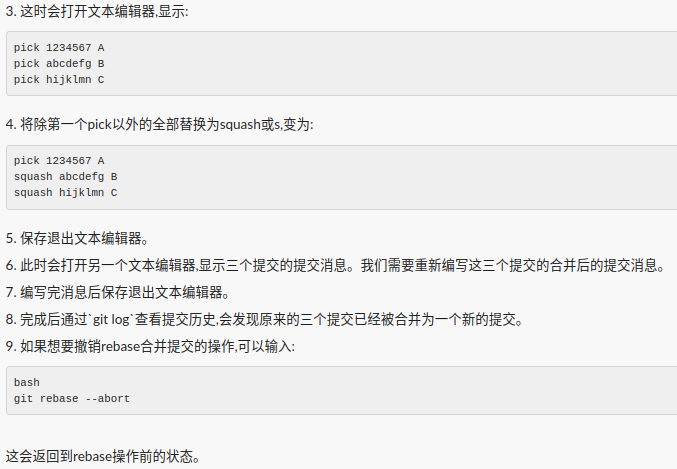 3. 这时会打开文本编辑器,显示:
pick 1234567 A
pick abcdefg B
pick hijklmn C
4. 将除第一个pick以外的全部替换为squash或s,变为:
pick 1234567 A
squash abcdefg B
squash hijklmn C
5. 保存退出文本编辑器。
6. 此时会打开另一个文本编辑器,显示三个提交的提交消息。我们需要重新编写这三个提交的合并后的提交消息。
7. 编写完消息后保存退出文本编辑器。
8. 完成后通过`git log`查看提交历史,会发现原来的三个提交已经被合并为一个新的提交。
9. 如果想要撤销rebase合并提交的操作,可以输入:
bash
git rebase --abort
这会返回到rebase操作前的状态。